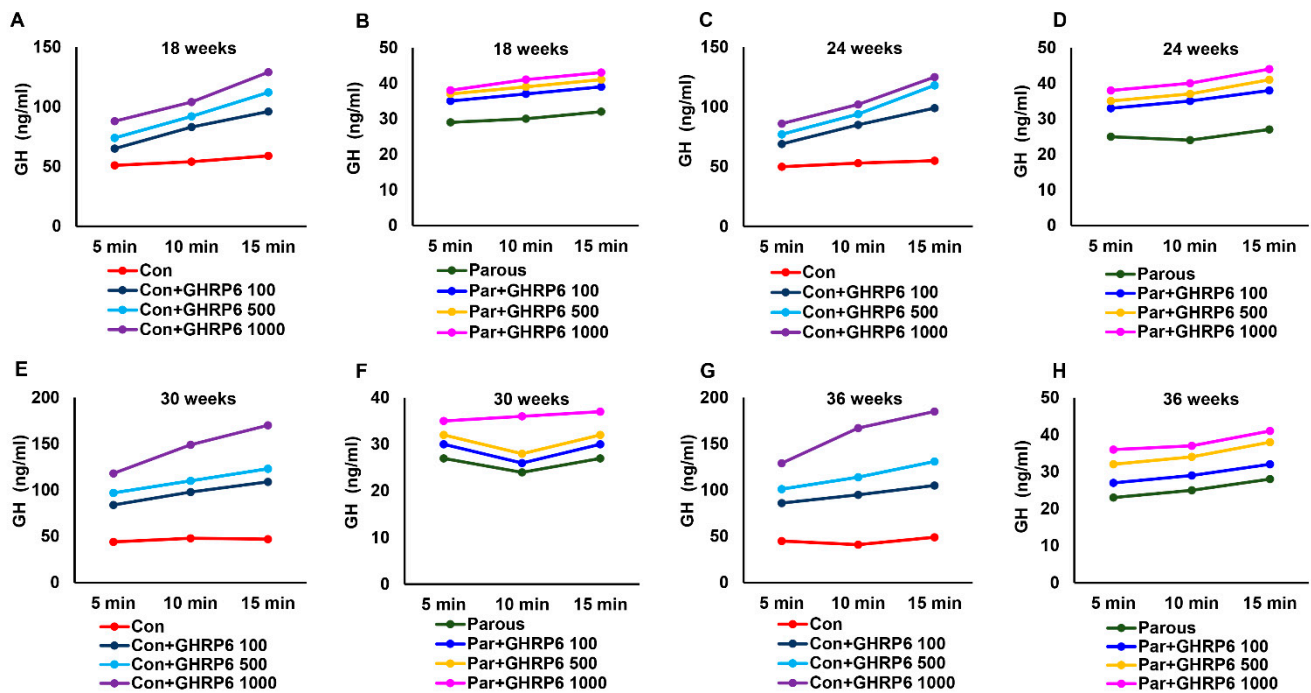 A
18 weeks
GH (ng/ml)
150
100
50
0
5 min 10 min 15 min
Con
Con+GHRP6 100
Con+GHRP6 500
Con+GHRP6 1000
B
18 weeks
GH (ng/ml)
50
40
30
20
10
0
5 min 10 min 15 min
Parous
Par+GHRP6 100
Par+GHRP6 500
Par+GHRP6 1000
C
24 weeks
GH (ng/ml)
150
100
50
0
5 min 10 min 15 min
Con
Con+GHRP6 100
Con+GHRP6 500
Con+GHRP6 1000
D
24 weeks
GH (ng/ml)
50
40
30
20
10
0
5 min 10 min 15 min
Parous
Par+GHRP6 100
Par+GHRP6 500
Par+GHRP6 1000
E
30 weeks
GH (ng/ml)
200
150
100
50
0
5 min 10 min 15 min
Con
Con+GHRP6 100
Con+GHRP6 500
Con+GHRP6 1000
F
30 weeks
GH (ng/ml)
40
30
20
10
0
5 min 10 min 15 min
Parous
Par+GHRP6 100
Par+GHRP6 500
Par+GHRP6 1000
G
36 weeks
GH (ng/ml)
200
150
100
50
0
5 min 10 min 15 min
Con
Con+GHRP6 100
Con+GHRP6 500
Con+GHRP6 1000
H
36 weeks
GH (ng/ml)
50
40
30
20
10
0
5 min 10 min 15 min
Parous
Par+GHRP6 100
Par+GHRP6 500
Par+GHRP6 1000